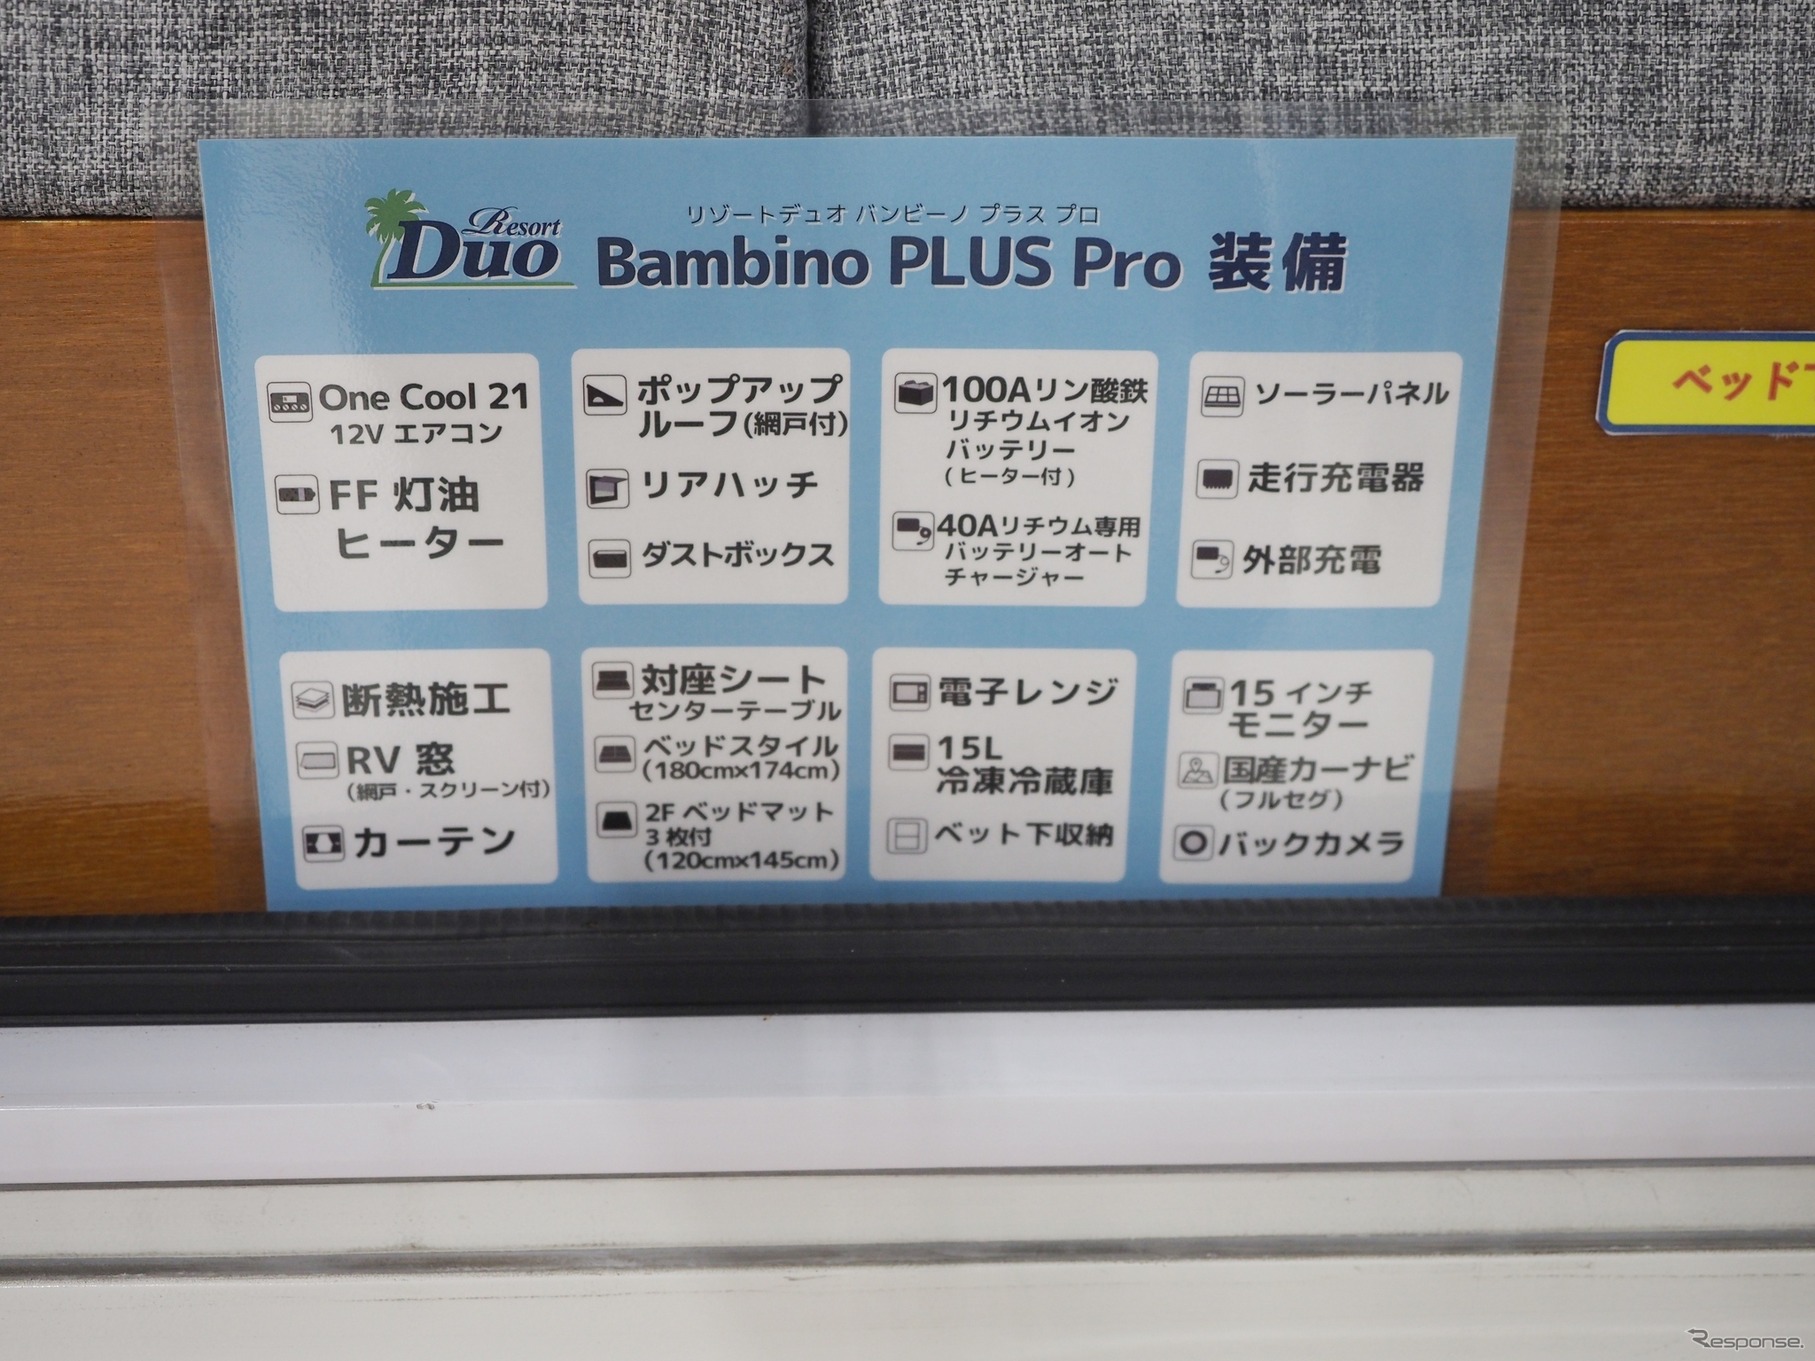 Resort
Duo
リゾートデュオ バンビーノ プラス プロ
Bambino PLUS Pro 装備
One Cool 21
12V エアコン
FF 灯油
ヒーター
ポップアップ
ルーフ(網戸付)
リアハッチ
ダストボックス
100Aリン酸鉄
リチウムイオン
バッテリー
(ヒーター付)
40Aリチウム専用
バッテリーオート
チャージャー
ソーラーパネル
走行充電器
外部充電
断熱施工
RV 窓
(網戸・スクリーン付)
カーテン
対座シート
センターテーブル
ベッドスタイル
(180cm×174cm)
2F ベッドマット
3 枚付
(120cm×145cm)
電子レンジ
15L
冷凍冷蔵庫
ベット下収納
15 インチ
モニター
国産カーナビ
(フルセグ)
バックカメラ
ベッド
Response.